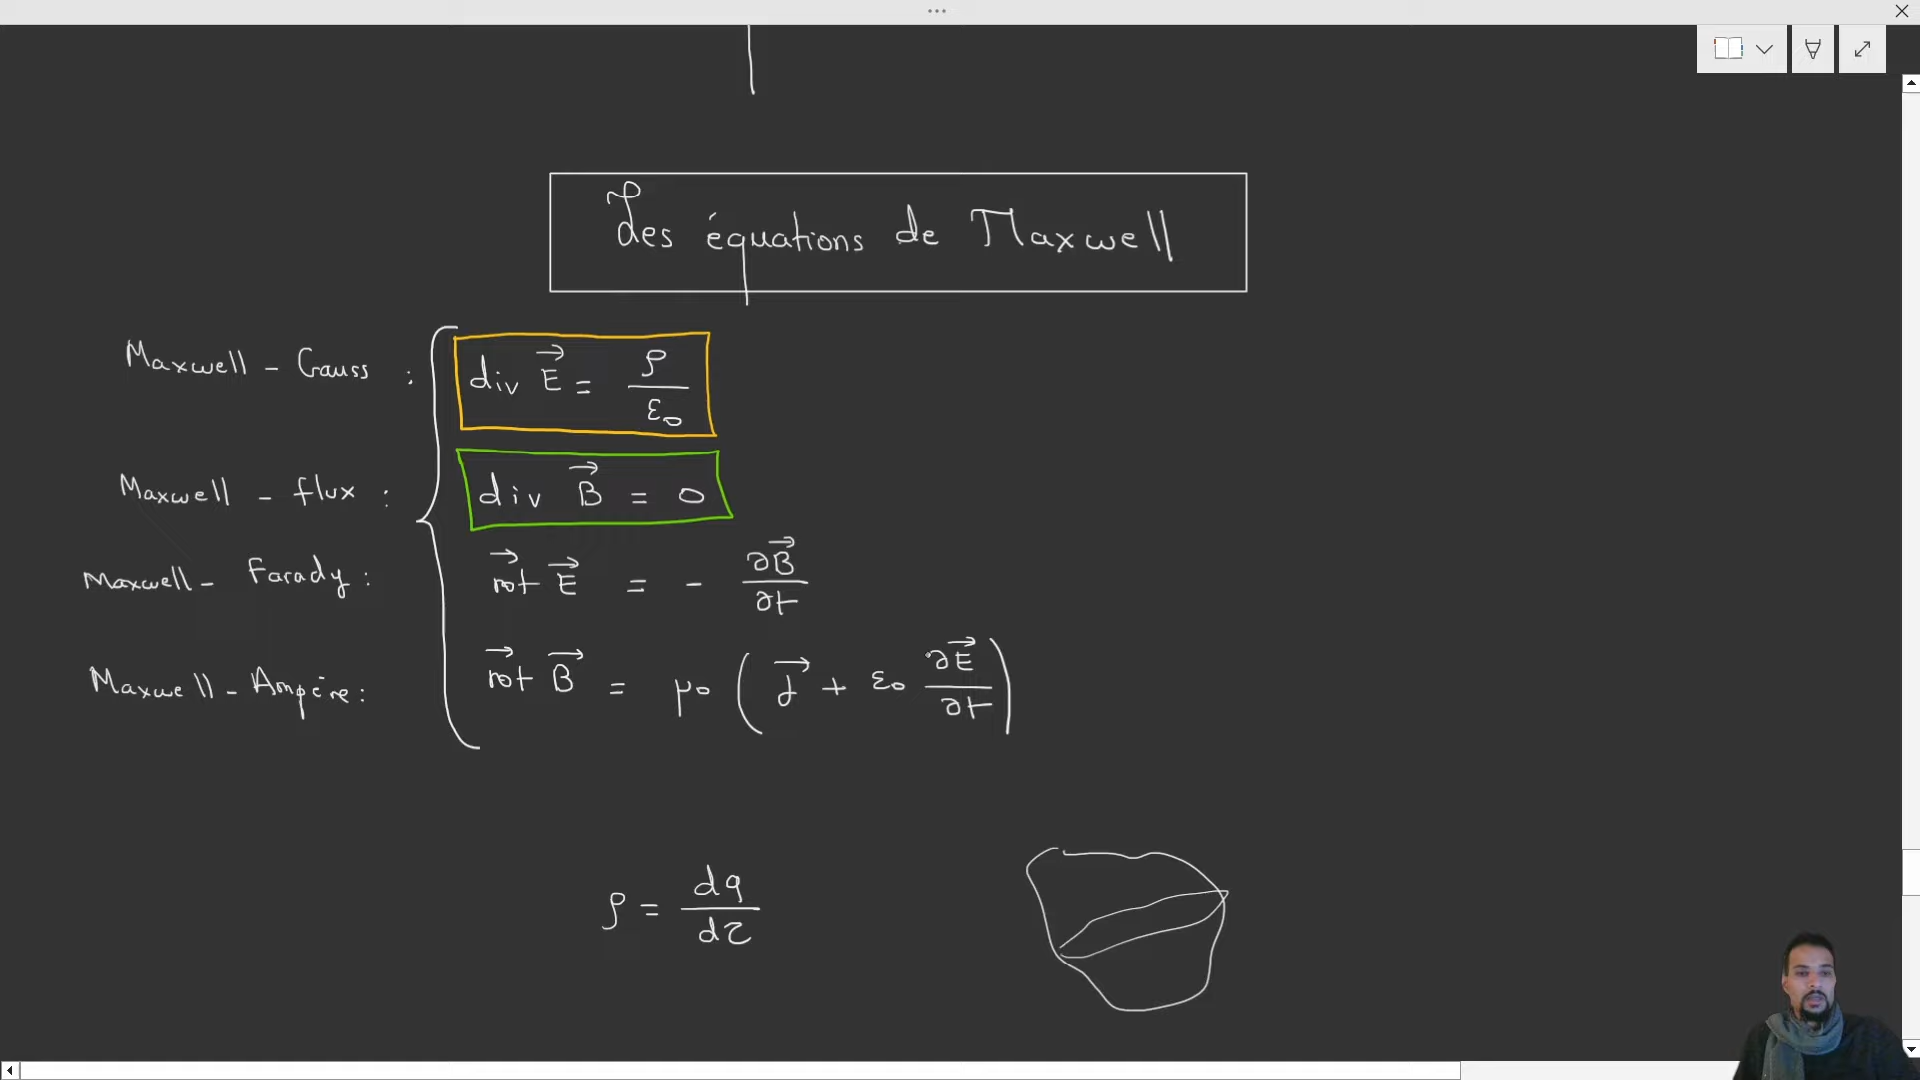 Les équations de Maxwell
Maxwell - Gauss : div E⃗ = ρ / ε₀
Maxwell - flux : div B⃗ = 0
Maxwell - Farady : rot⃗ E⃗ = - ∂B⃗ / ∂t
Maxwell - Ampère : rot⃗ B⃗ = μ₀ ( j⃗ + ε₀ ∂E⃗ / ∂t )
ρ = dq / dτ